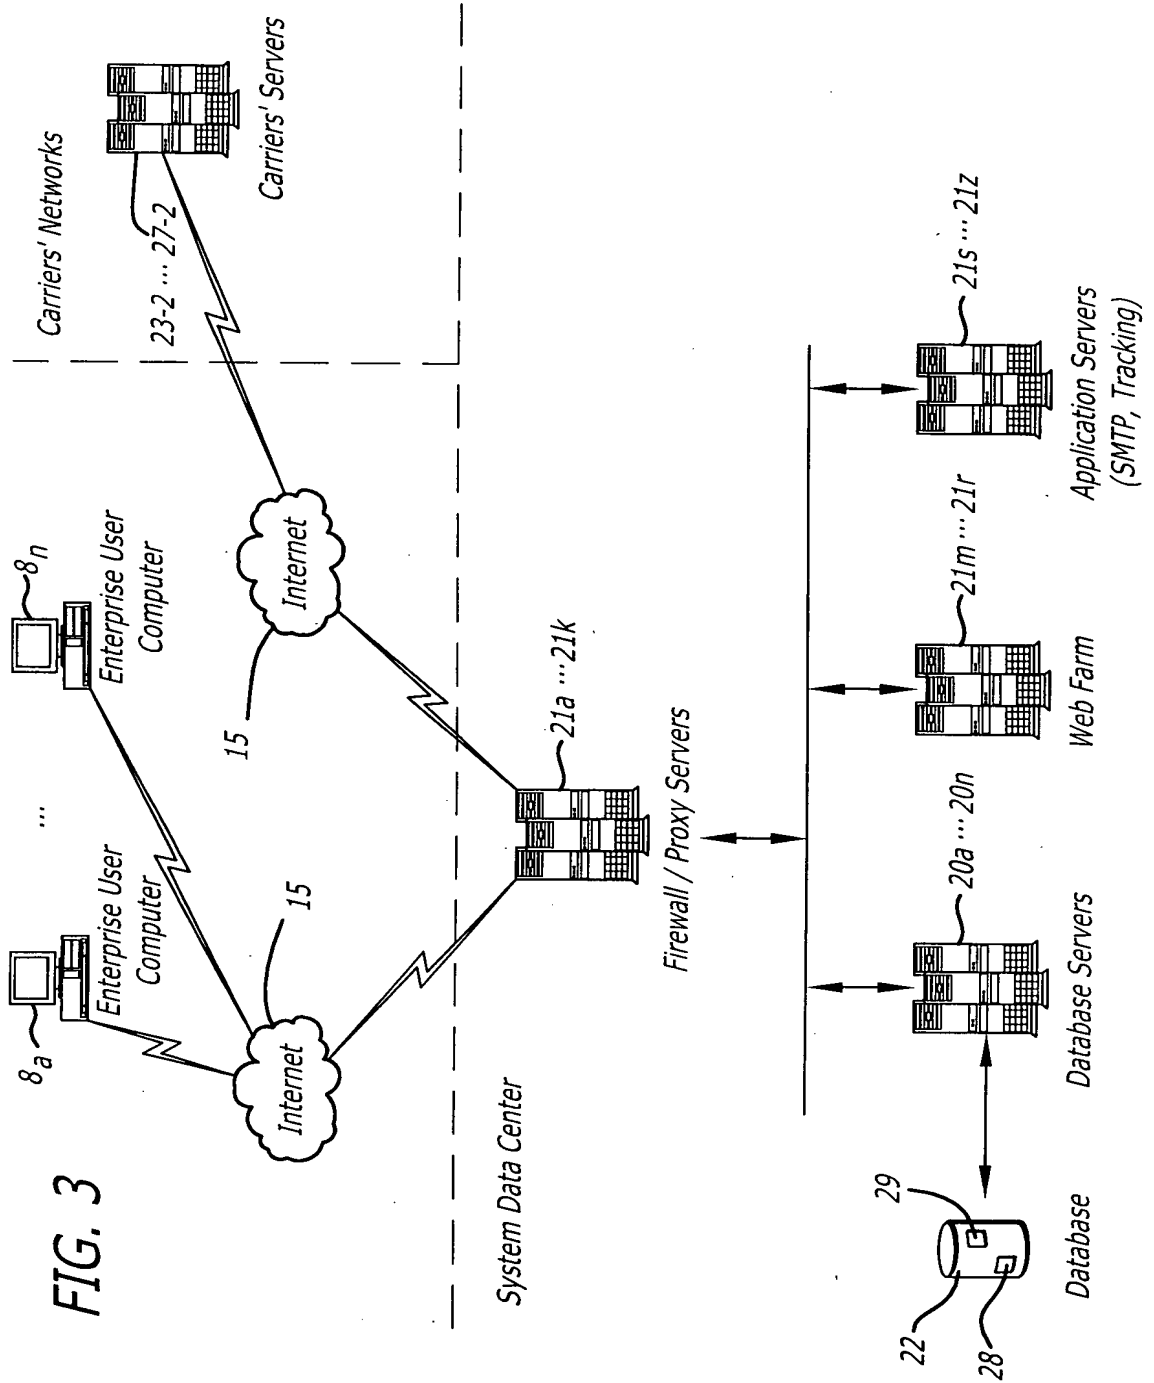 FIG. 3
8a
Enterprise User
Computer
...
8n
Enterprise User
Computer
Carriers' Networks
23-2 ... 27-2
Carriers' Servers
Internet
15
Internet
15
System Data Center
21a ...21k
Firewall / Proxy Servers
22
28
29
Database
20a ... 20n
Database Servers
21m ... 21r
Web Farm
21s ... 21z
Application Servers
(SMTP, Tracking)